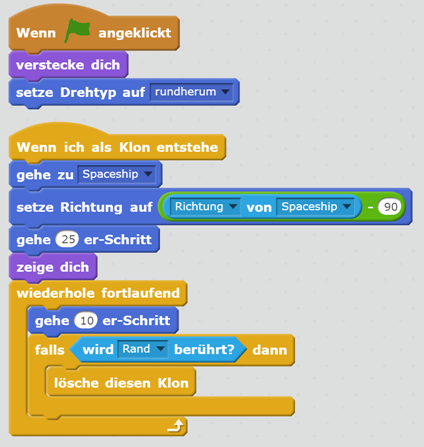 Wenn angeklickt
verstecke dich
setze Drehtyp auf rundherum
Wenn ich als Klon entstehe
gehe zu Spaceship
setze Richtung auf Richtung von Spaceship - 90
gehe 25 er-Schritt
zeige dich
wiederhole fortlaufend
gehe 10 er-Schritt
falls wird Rand berührt? dann
lösche diesen Klon